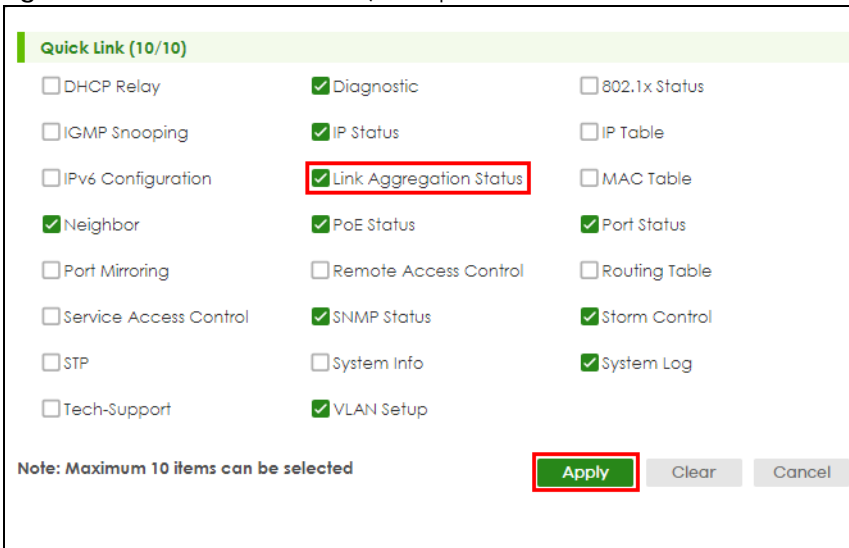 Quick Link (10/10)
DHCP Relay Diagnostic 802.1x Status
IGMP Snooping IP Status IP Table
IPv6 Configuration Link Aggregation Status MAC Table
Neighbor PoE Status Port Status
Port Mirroring Remote Access Control Routing Table
Service Access Control SNMP Status Storm Control
STP System Info System Log
Tech-Support VLAN Setup
Note: Maximum 10 items can be selected Apply Clear Cancel